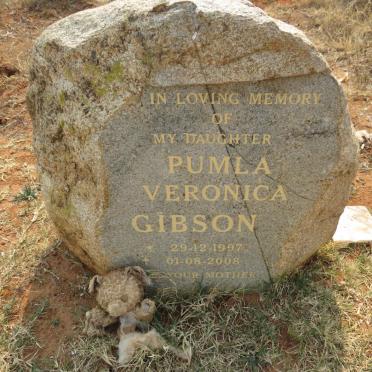 IN LOVING MEMORY
OF
MY DAUGHTER
PUMLA
VERONICA
GIBSON
* 29·12·1997
† 01·08·2008
YOUR MOTHER